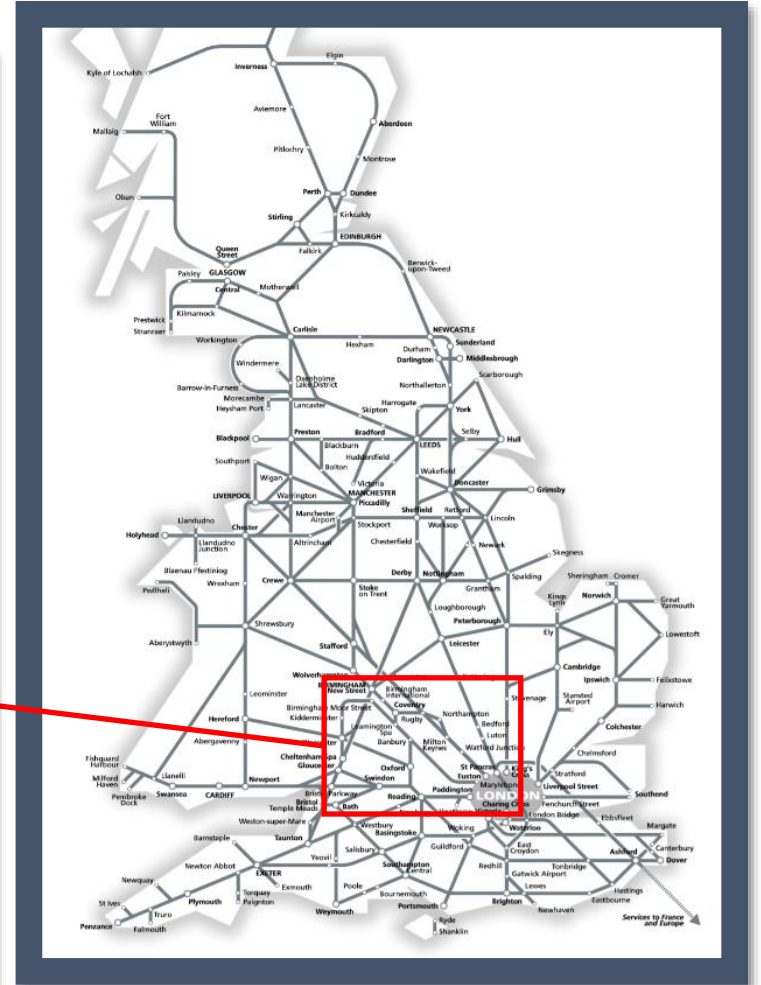 Elgin
Inverness
Kyle of Lochalsh
Aviemore
Fort
William
Aberdeen
Mallaig
Pitlochry
Montrose
Perth
Dundee
Oban
Stirling
Kirkcaldy
EDINBURGH
Queen
Street
Falkirk
Berwick-
upon-Tweed
Paisley
GLASGOW
Central
Motherwell
Prestwick
Kilmarnock
Stranraer
Carlisle
NEWCASTLE
Workington
Hexham
Sunderland
Durham
Darlington
Middlesbrough
Windermere
Scarborough
Oxenholme
Lake District
Barrow-in-Furness
Northallerton
Morecambe
Heysham Port
Lancaster
Harrogate
York
Skipton
Blackpool
Preston
Bradford
Selby
Hull
Blackburn
LEEDS
Huddersfield
Southport
Bolton
Wakefield
Wigan
Victoria
Doncaster
MANCHESTER
Grimsby
LIVERPOOL
Warrington
Piccadilly
Manchester
Airport
Sheffield
Retford
Llandudno
Stockport
Worksop
Lincoln
Holyhead
Chester
Llandudno
Junction
Altrincham
Chesterfield
Newark
Skegness
Blaenau Ffestiniog
Derby
Nottingham
Spalding
Sheringham
Cromer
Pwllheli
Wrexham
Crewe
Stoke
on Trent
Grantham
Kings
Lynn
Norwich
Great
Yarmouth
Loughborough
Peterborough
Shrewsbury
Ely
Lowestoft
Aberystwyth
Stafford
Leicester
Cambridge
Wolverhampton
Ipswich
Felixstowe
BIRMINGHAM
New Street
Birmingham
International
Leominster
Stevenage
Stansted
Airport
Harwich
Coventry
Birmingham Moor Street
Northampton
Kidderminster
Rugby
Hereford
Bedford
Colchester
Leamington
Spa
Luton
Abergavenny
Worcester
Banbury
Milton
Keynes
Watford Junction
Chelmsford
Fishguard
Harbour
Cheltenham Spa
Gloucester
Oxford
St Pancras
King's
Cross
Stratford
Milford
Haven
Llanelli
Euston
Swindon
Marylebone
Liverpool Street
Pembroke
Dock
Swansea
CARDIFF
Newport
Bristol Parkway
Paddington
LONDON
Southend
Bristol
Temple Meads
Bath
Reading
Charing Cross
Fenchurch Street
London Bridge
Ebbsfleet
Weston-super-Mare
Westbury
Waterloo
Margate
Barnstaple
Taunton
Basingstoke
Woking
Salisbury
Guildford
East
Croydon
Canterbury
Ashford
Dover
Newton Abbot
Yeovil
Southampton
Central
Redhill
Tonbridge
EXETER
Gatwick Airport
Newquay
Exmouth
Poole
Bournemouth
Lewes
Hastings
Torquay
Paignton
Eastbourne
St Ives
Plymouth
Weymouth
Portsmouth
Brighton
Newhaven
Truro
Penzance
Falmouth
Ryde
Shanklin
Services to France
and Europe